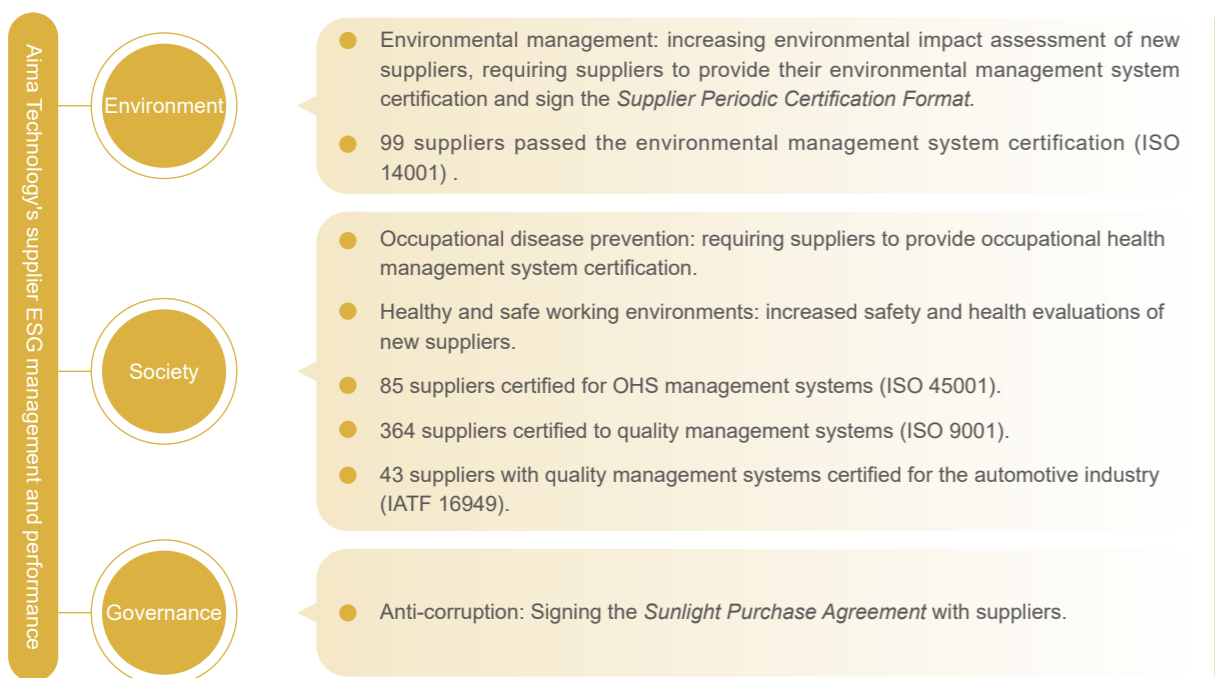 Aima Technology's supplier ESG management and performance
Environment
Environmental management: increasing environmental impact assessment of new
suppliers, requiring suppliers to provide their environmental management system
certification and sign the Supplier Periodic Certification Format.
99 suppliers passed the environmental management system certification (ISO
14001) .
Society
Occupational disease prevention: requiring suppliers to provide occupational health
management system certification.
Healthy and safe working environments: increased safety and health evaluations of
new suppliers.
85 suppliers certified for OHS management systems (ISO 45001).
364 suppliers certified to quality management systems (ISO 9001).
43 suppliers with quality management systems certified for the automotive industry
(IATF 16949).
Governance
Anti-corruption: Signing the Sunlight Purchase Agreement with suppliers.